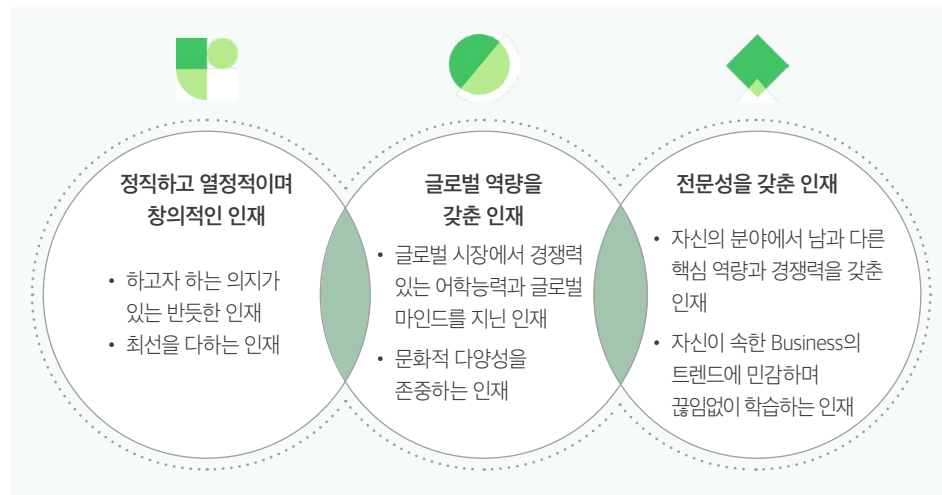 정직하고 열정적이며
창의적인 인재
• 하고자 하는 의지가
있는 반듯한 인재
• 최선을 다하는 인재
글로벌 역량을
갖춘 인재
• 글로벌 시장에서 경쟁력
있는 어학능력과 글로벌
마인드를 지닌 인재
• 문화적 다양성을
존중하는 인재
전문성을 갖춘 인재
• 자신의 분야에서 남과 다른
핵심 역량과 경쟁력을 갖춘
인재
• 자신이 속한 Business의
트렌드에 민감하며
끊임없이 학습하는 인재